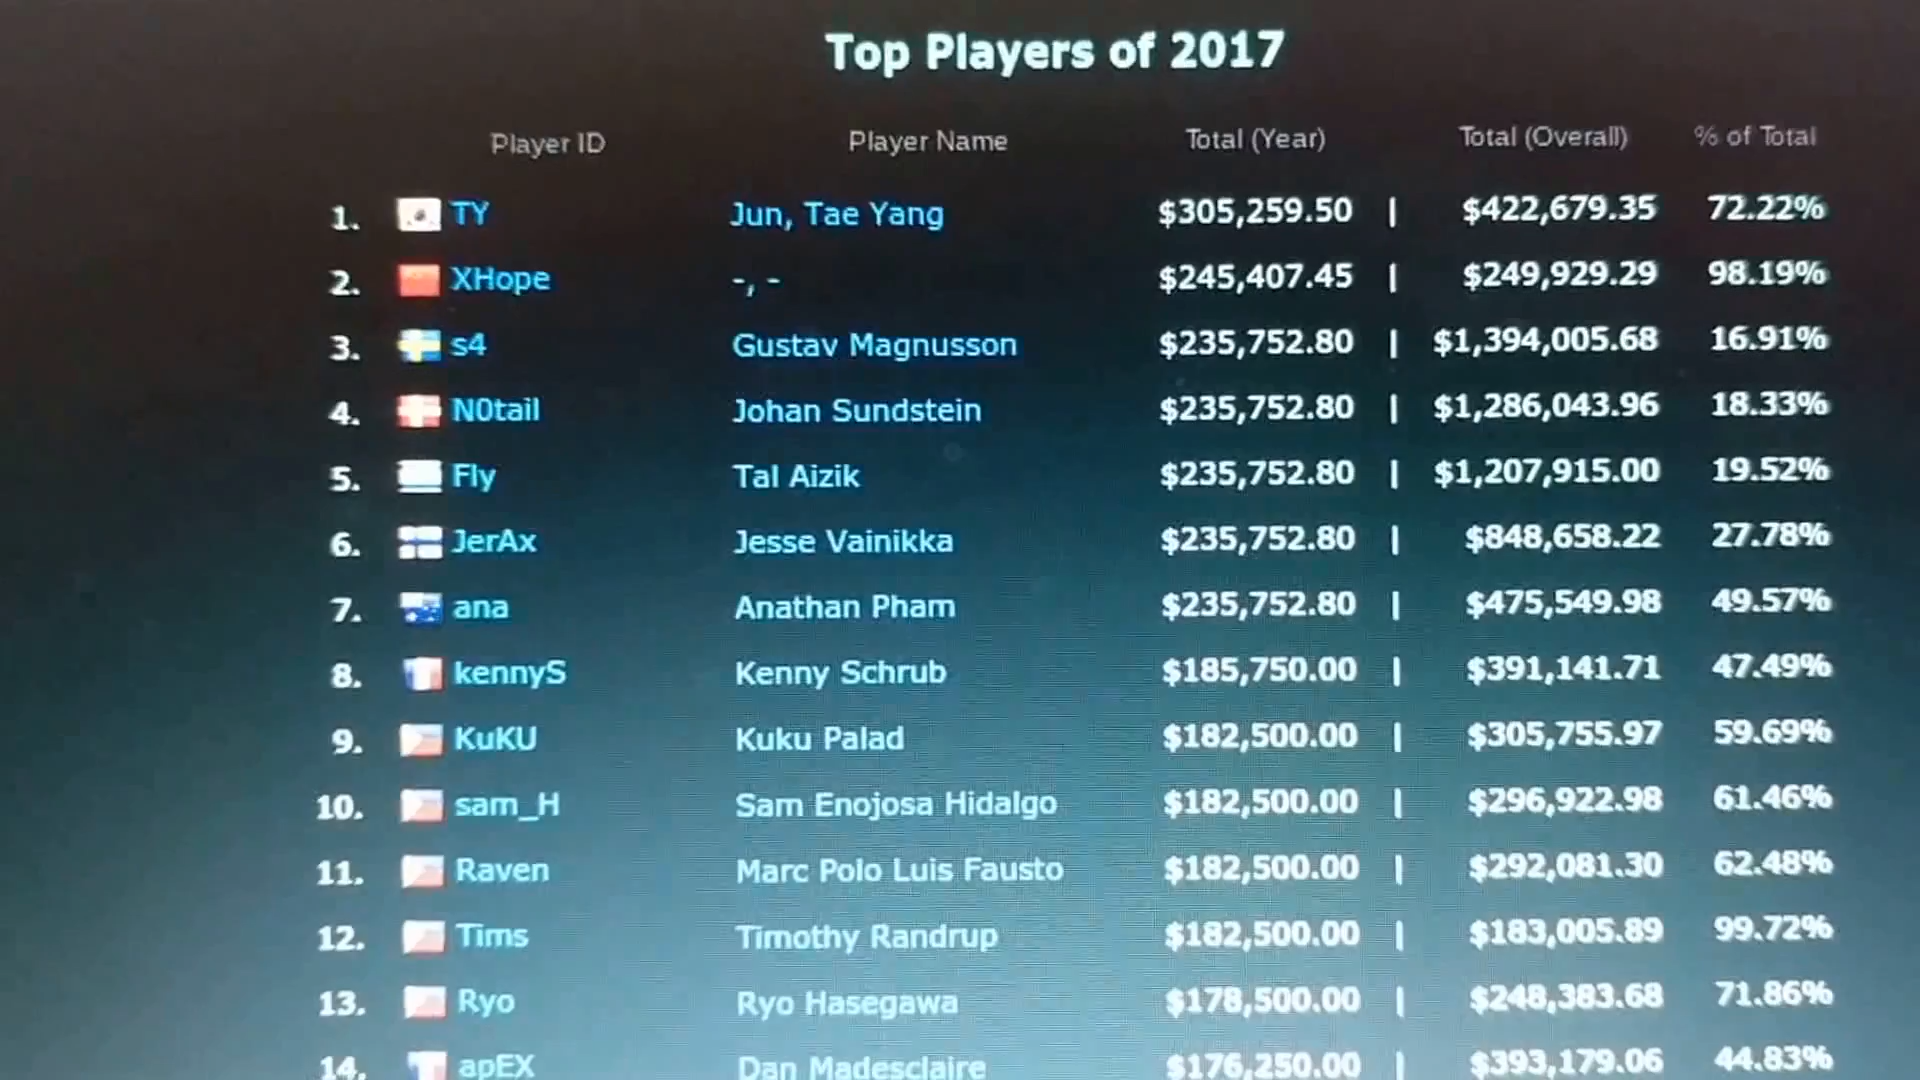 Top Players of 2017
Player ID Player Name Total (Year) Total (Overall) % of Total
1. TY Jun, Tae Yang $305,259.50 | $422,679.35 72.22%
2. XHope -, - $245,407.45 | $249,929.29 98.19%
3. s4 Gustav Magnusson $235,752.80 | $1,394,005.68 16.91%
4. N0tail Johan Sundstein $235,752.80 | $1,286,043.96 18.33%
5. Fly Tal Aizik $235,752.80 | $1,207,915.00 19.52%
6. JerAx Jesse Vainikka $235,752.80 | $848,658.22 27.78%
7. ana Anathan Pham $235,752.80 | $475,549.98 49.57%
8. kennyS Kenny Schrub $185,750.00 | $391,141.71 47.49%
9. KuKU Kuku Palad $182,500.00 | $305,755.97 59.69%
10. sam_H Sam Enojosa Hidalgo $182,500.00 | $296,922.98 61.46%
11. Raven Marc Polo Luis Fausto $182,500.00 | $292,081.30 62.48%
12. Tims Timothy Randrup $182,500.00 | $183,005.89 99.72%
13. Ryo Ryo Hasegawa $178,500.00 | $248,383.68 71.86%
14. apEX Dan Madesclaire $176,250.00 | $393,179.06 44.83%